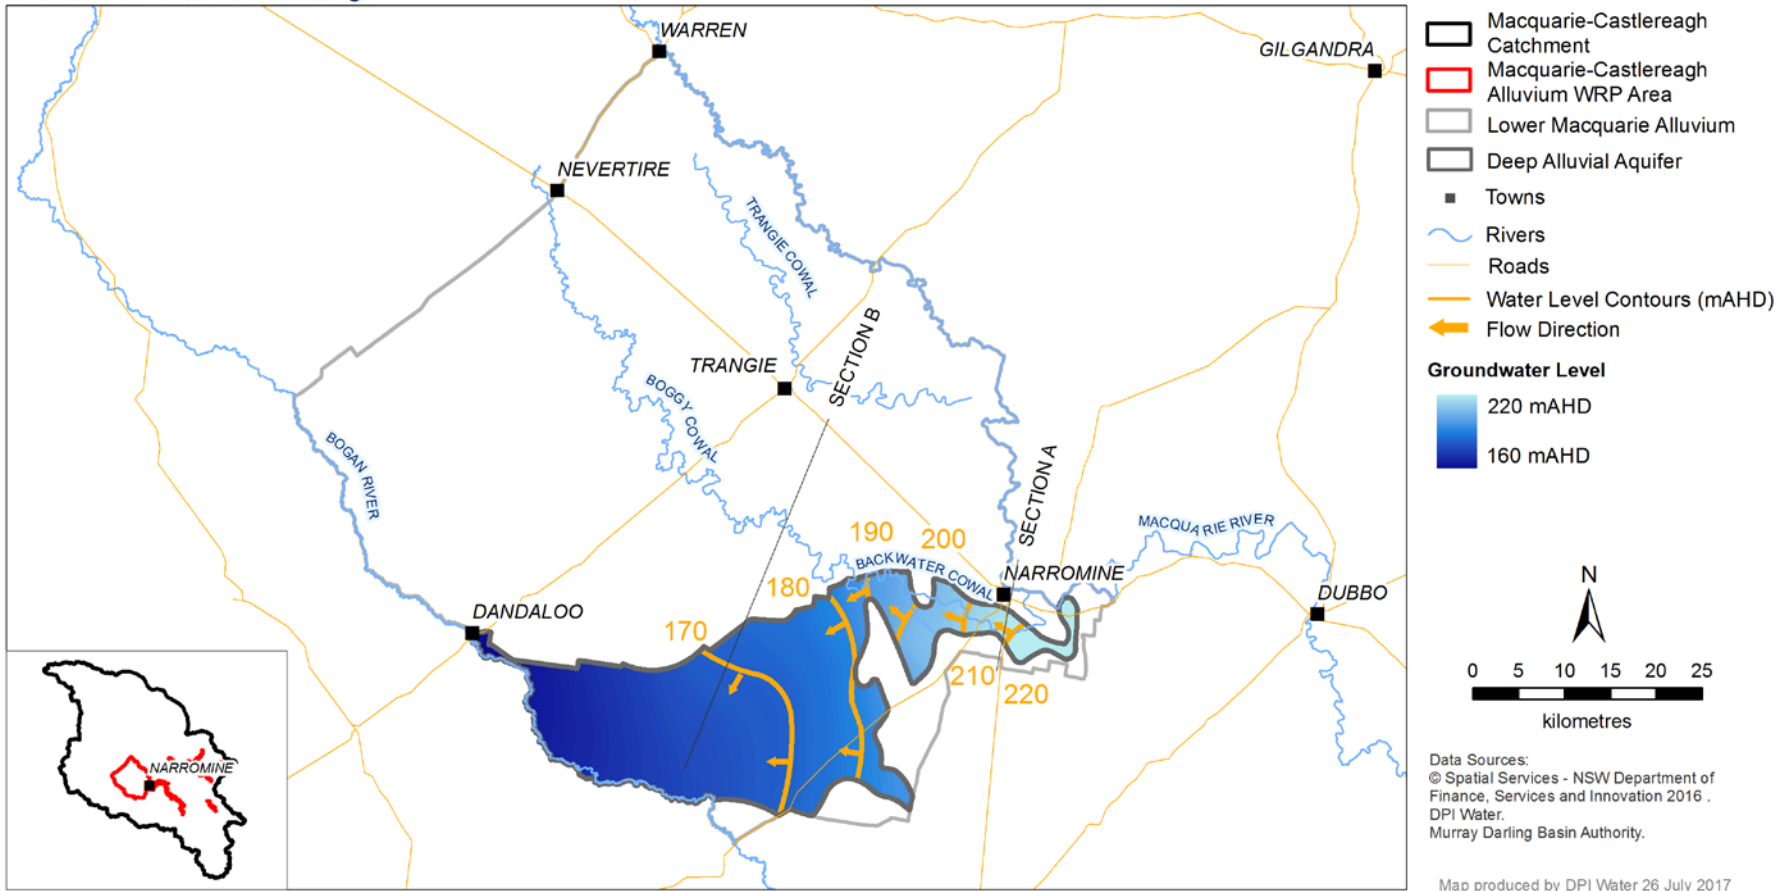 WARREN
GILGANDRA
NEVERTIRE
TRANGIE COWAL
SECTION B
TRANGIE
BOGGY COWAL
BOGAN RIVER
SECTION A
MACQUARIE RIVER
190
200
BACKWATER COWAL
NARROMINE
180
DUBBO
DANDALOO
170
210
220
NARROMINE
Macquarie-Castlereagh
Catchment
Macquarie-Castlereagh
Alluvium WRP Area
Lower Macquarie Alluvium
Deep Alluvial Aquifer
Towns
Rivers
Roads
Water Level Contours (mAHD)
Flow Direction
Groundwater Level
220 mAHD
160 mAHD
N
0 5 10 15 20 25
kilometres
Data Sources:
© Spatial Services - NSW Department of
Finance, Services and Innovation 2016 .
DPI Water.
Murray Darling Basin Authority.
Map produced by DPI Water 26 July 2017